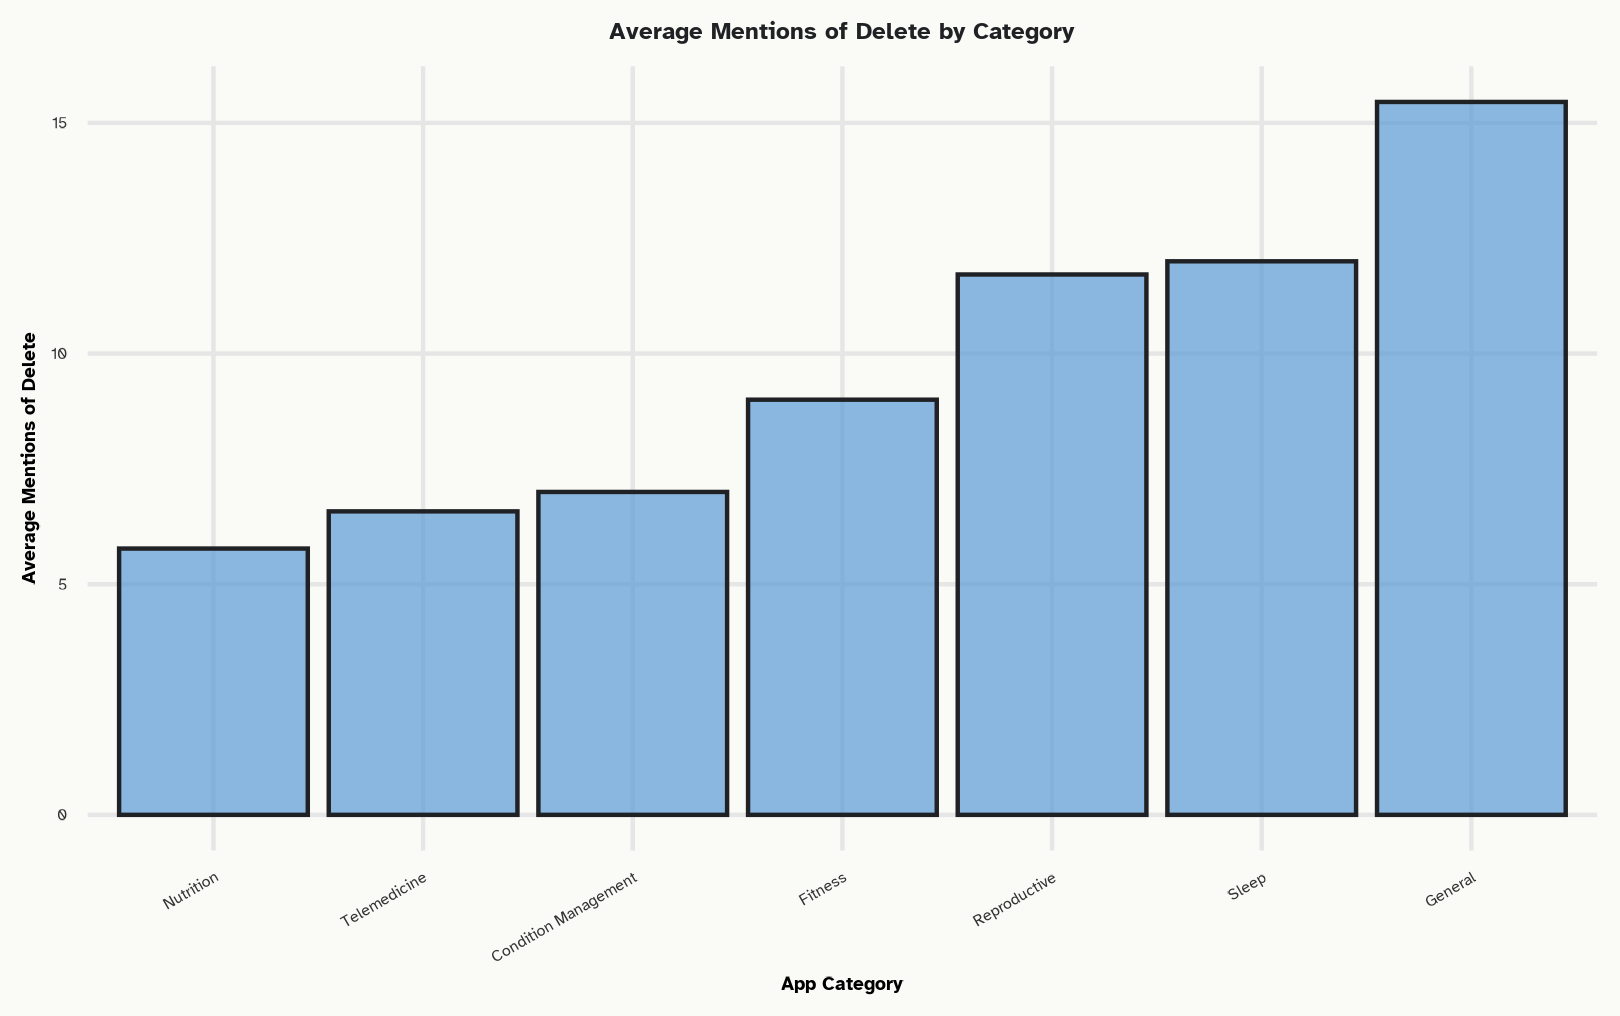 Average Mentions of Delete by Category
Average Mentions of Delete
15
10
5
0
Nutrition
Telemedicine
Condition Management
Fitness
Reproductive
Sleep
General
App Category